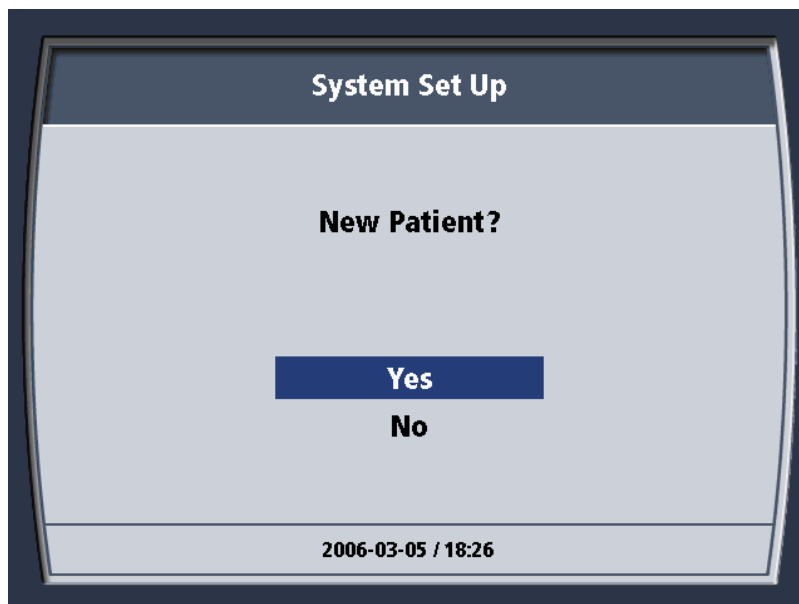 System Set Up
New Patient?
Yes
No
2006-03-05 / 18:26